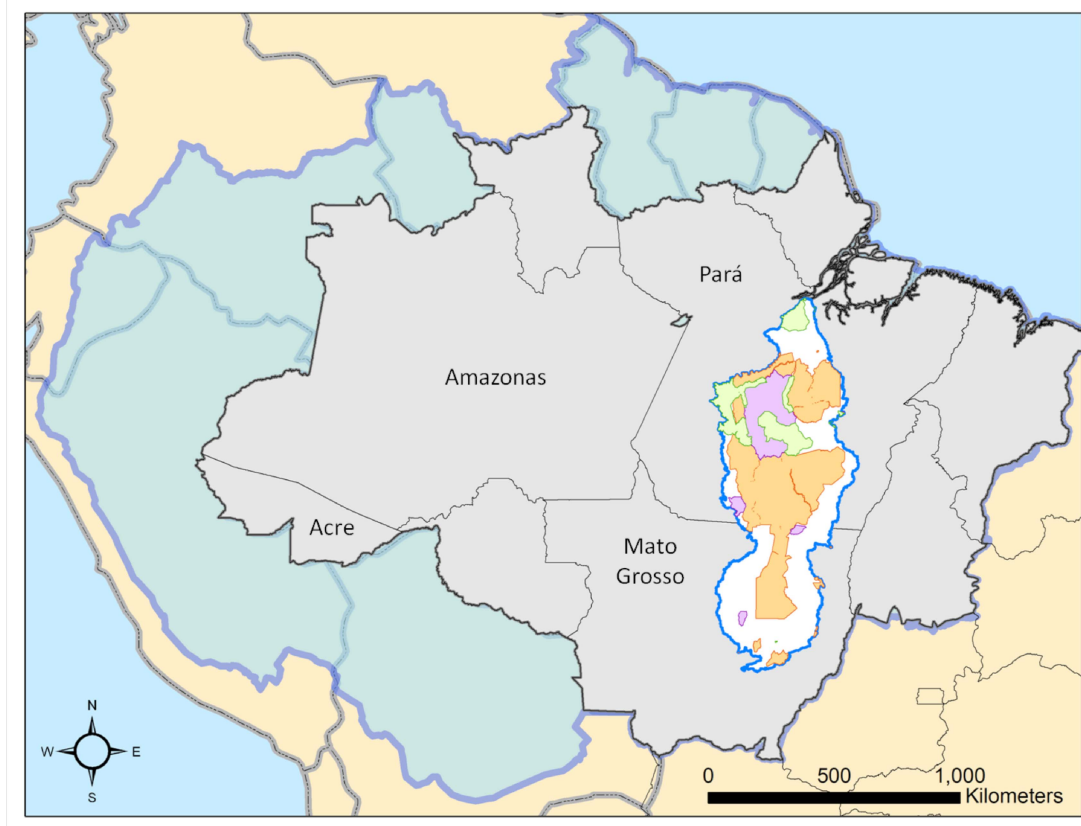 Pará
Amazonas
Acre
Mato
Grosso
N
W E
S
0 500 1,000
Kilometers